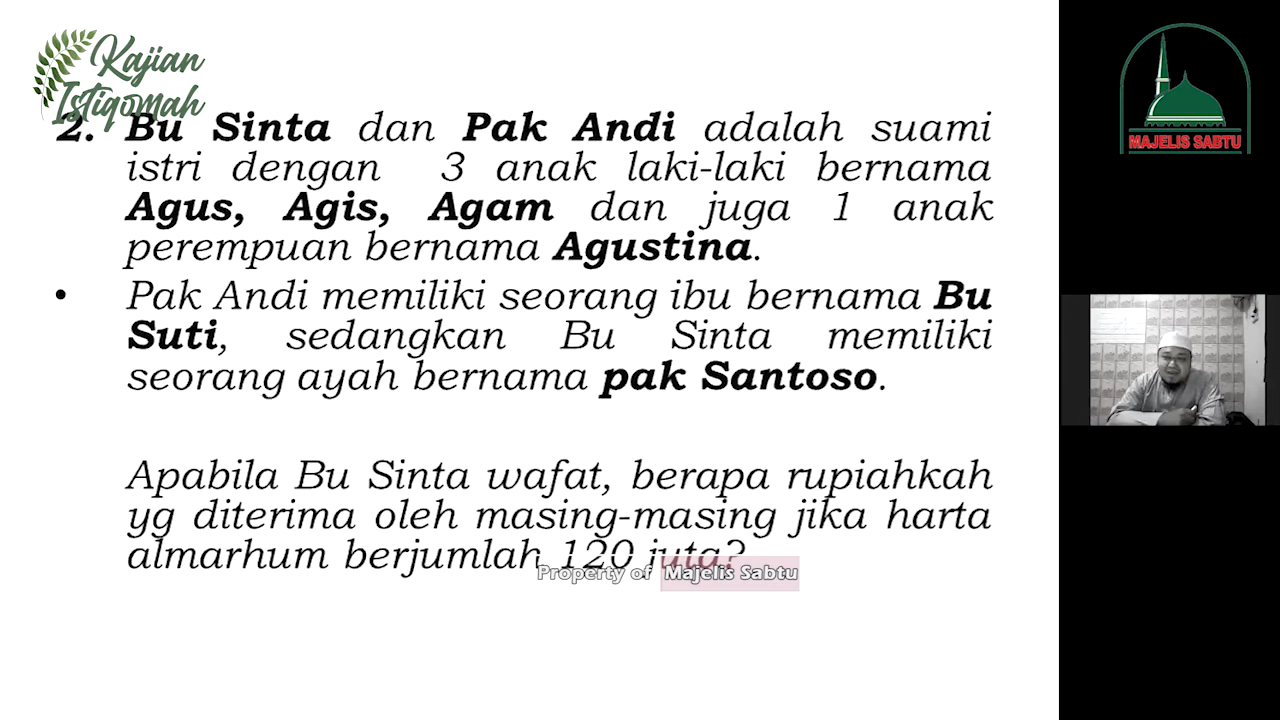 Kajian
Istiqomah
2. Bu Sinta dan Pak Andi adalah suami
istri dengan 3 anak laki-laki bernama
Agus, Agis, Agam dan juga 1 anak
perempuan bernama Agustina.
• Pak Andi memiliki seorang ibu bernama Bu
Suti, sedangkan Bu Sinta memiliki
seorang ayah bernama pak Santoso.
Apabila Bu Sinta wafat, berapa rupiahkah
yg diterima oleh masing-masing jika harta
almarhum berjumlah 120 juta?
Property of Majelis Sabtu
MAJELIS SABTU